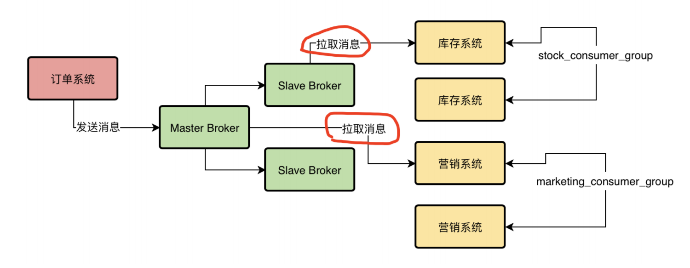 拉取消息
库存系统
stock_consumer_group
订单系统
Slave Broker
库存系统
发送消息
Master Broker
拉取消息
营销系统
Slave Broker
marketing_consumer_group
营销系统